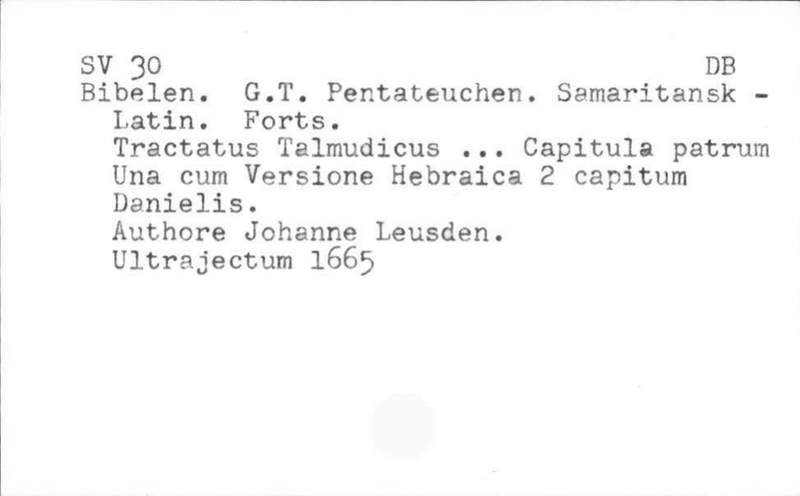 SV 30 DB
Bibelen. G.T. Pentateuchen. Samaritansk -
Latin. Forts.
Tractatus Talmudicus ... Capitula patrum
Una cum Versione Hebraica 2 capitum
Danielis.
Authore Johanne Leusden.
Ultrajectum 1665